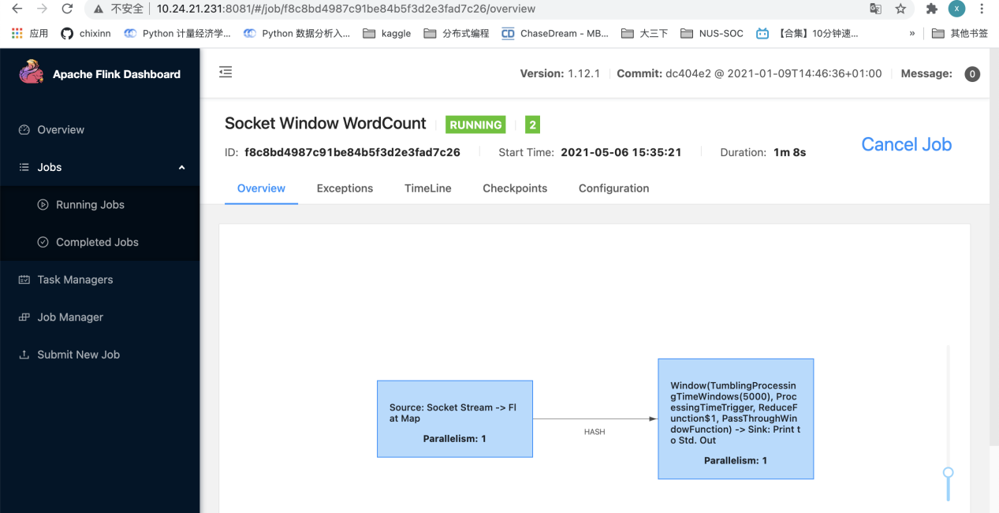 不安全 | 10.24.21.231:8081/#/job/f8c8bd4987c91be84b5f3d2e3fad7c26/overview
X
应用 chixinn Python 计量经济学... Python 数据分析入... kaggle 分布式编程 CD ChaseDream - MB... 大三下 NUS-SOC 【合集】10分钟速... » 其他书签
Apache Flink Dashboard
Version: 1.12.1 Commit: dc404e2 @ 2021-01-09T14:46:36+01:00 Message: 0
Overview
Jobs
Running Jobs
Completed Jobs
Task Managers
Job Manager
Submit New Job
Socket Window WordCount RUNNING 2
ID: f8c8bd4987c91be84b5f3d2e3fad7c26 Start Time: 2021-05-06 15:35:21 Duration: 1m 8s
Cancel Job
Overview Exceptions TimeLine Checkpoints Configuration
Source: Socket Stream -> Fl
at Map
Parallelism: 1
HASH
Window(TumblingProcessin
gTimeWindows(5000), Proc
essingTimeTrigger, ReduceF
unction$1, PassThroughWin
dowFunction) -> Sink: Print t
o Std. Out
Parallelism: 1